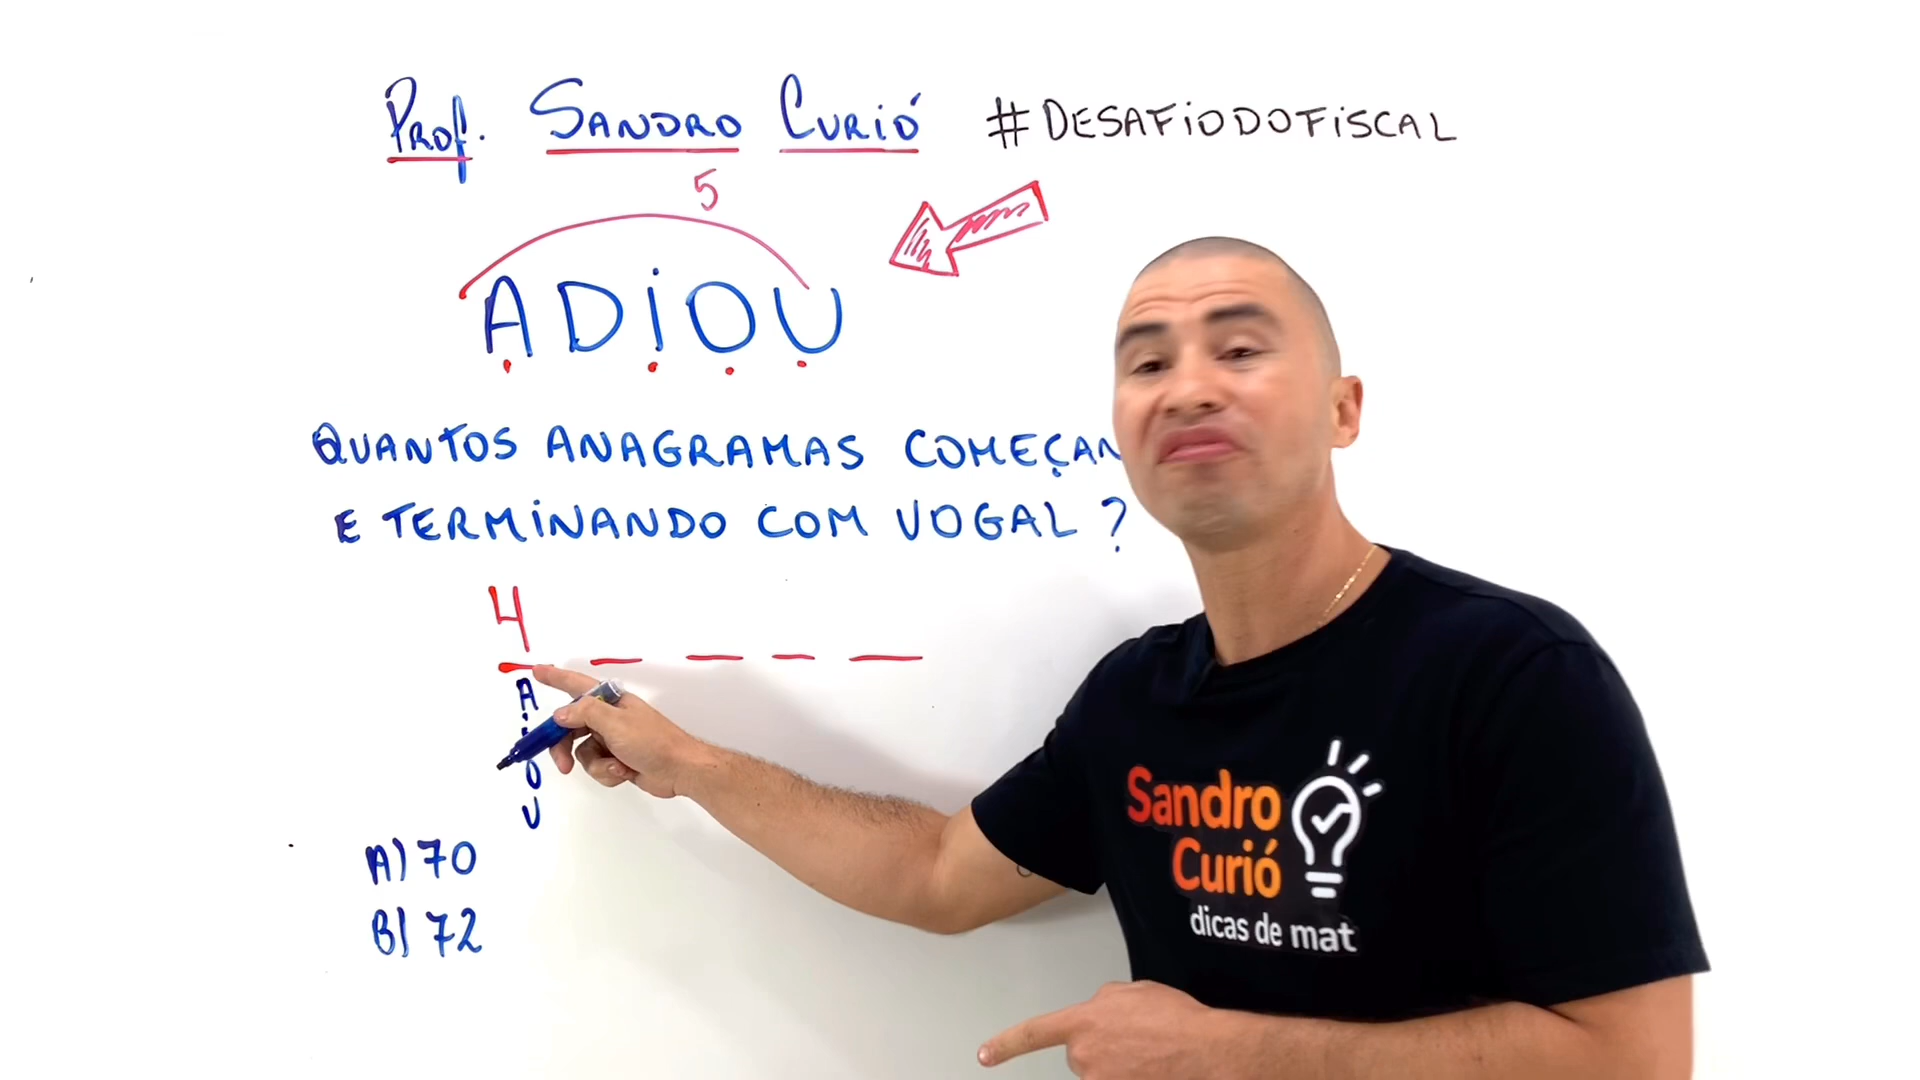 Prof. Sandro Curió #DESAFIODOFISCAL
5
ADIOU
QUANTOS ANAGRAMAS COMEÇAN
E TERMINANDO COM VOGAL?
4
A
i
O
U
A) 70
B) 72
Sandro
Curió
dicas de mat